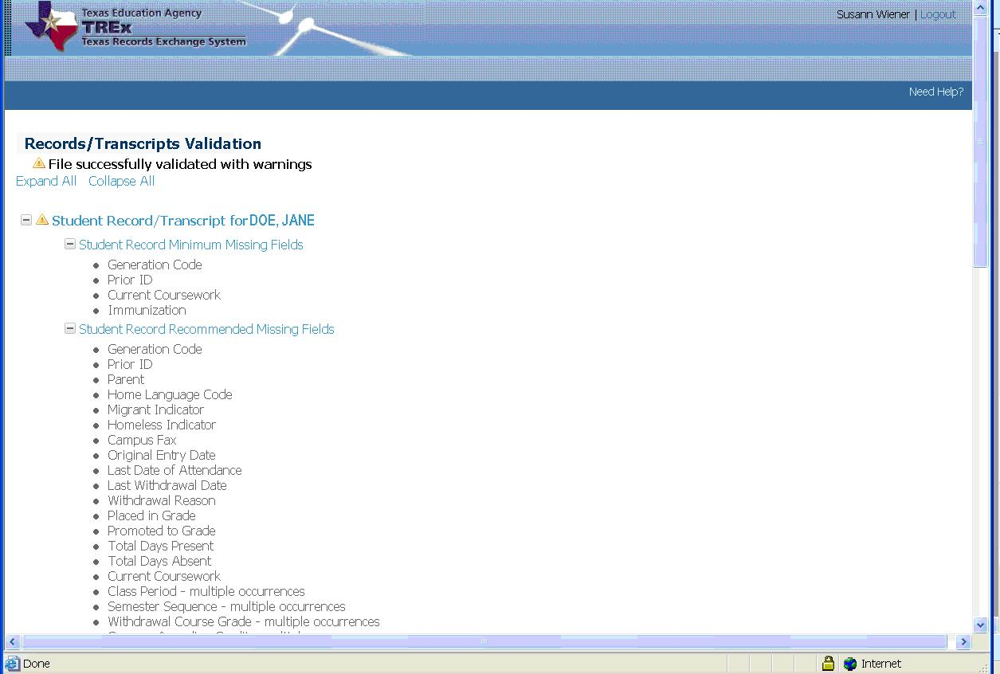 Texas Education Agency
TREx
Texas Records Exchange System
Susann Wiener | Logout
Need Help?
Records/Transcripts Validation
File successfully validated with warnings
Expand All Collapse All
Student Record/Transcript for DOE, JANE
Student Record Minimum Missing Fields
Generation Code
Prior ID
Current Coursework
Immunization
Student Record Recommended Missing Fields
Generation Code
Prior ID
Parent
Home Language Code
Migrant Indicator
Homeless Indicator
Campus Fax
Original Entry Date
Last Date of Attendance
Last Withdrawal Date
Withdrawal Reason
Placed in Grade
Promoted to Grade
Total Days Present
Total Days Absent
Current Coursework
Class Period - multiple occurrences
Semester Sequence - multiple occurrences
Withdrawal Course Grade - multiple occurrences
Done
Internet